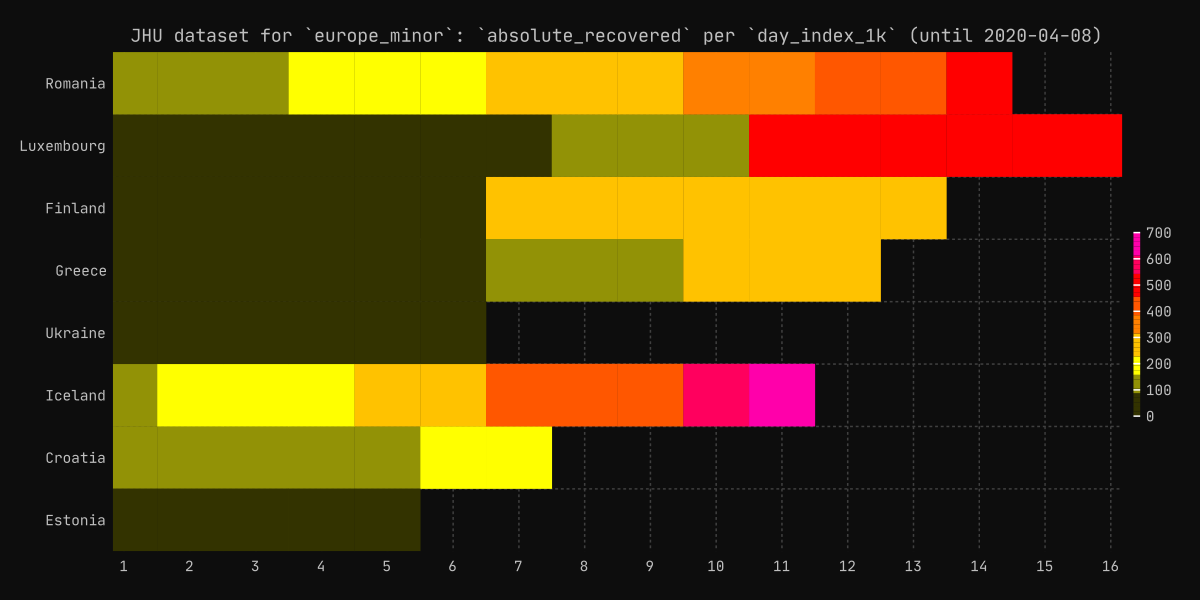 JHU dataset for `europe_minor`: `absolute_recovered` per `day_index_1k` (until 2020-04-08)
Romania
Luxembourg
Finland
Greece
Ukraine
Iceland
Croatia
Estonia
1 2 3 4 5 6 7 8 9 10 11 12 13 14 15 16
700
600
500
400
300
200
100
0